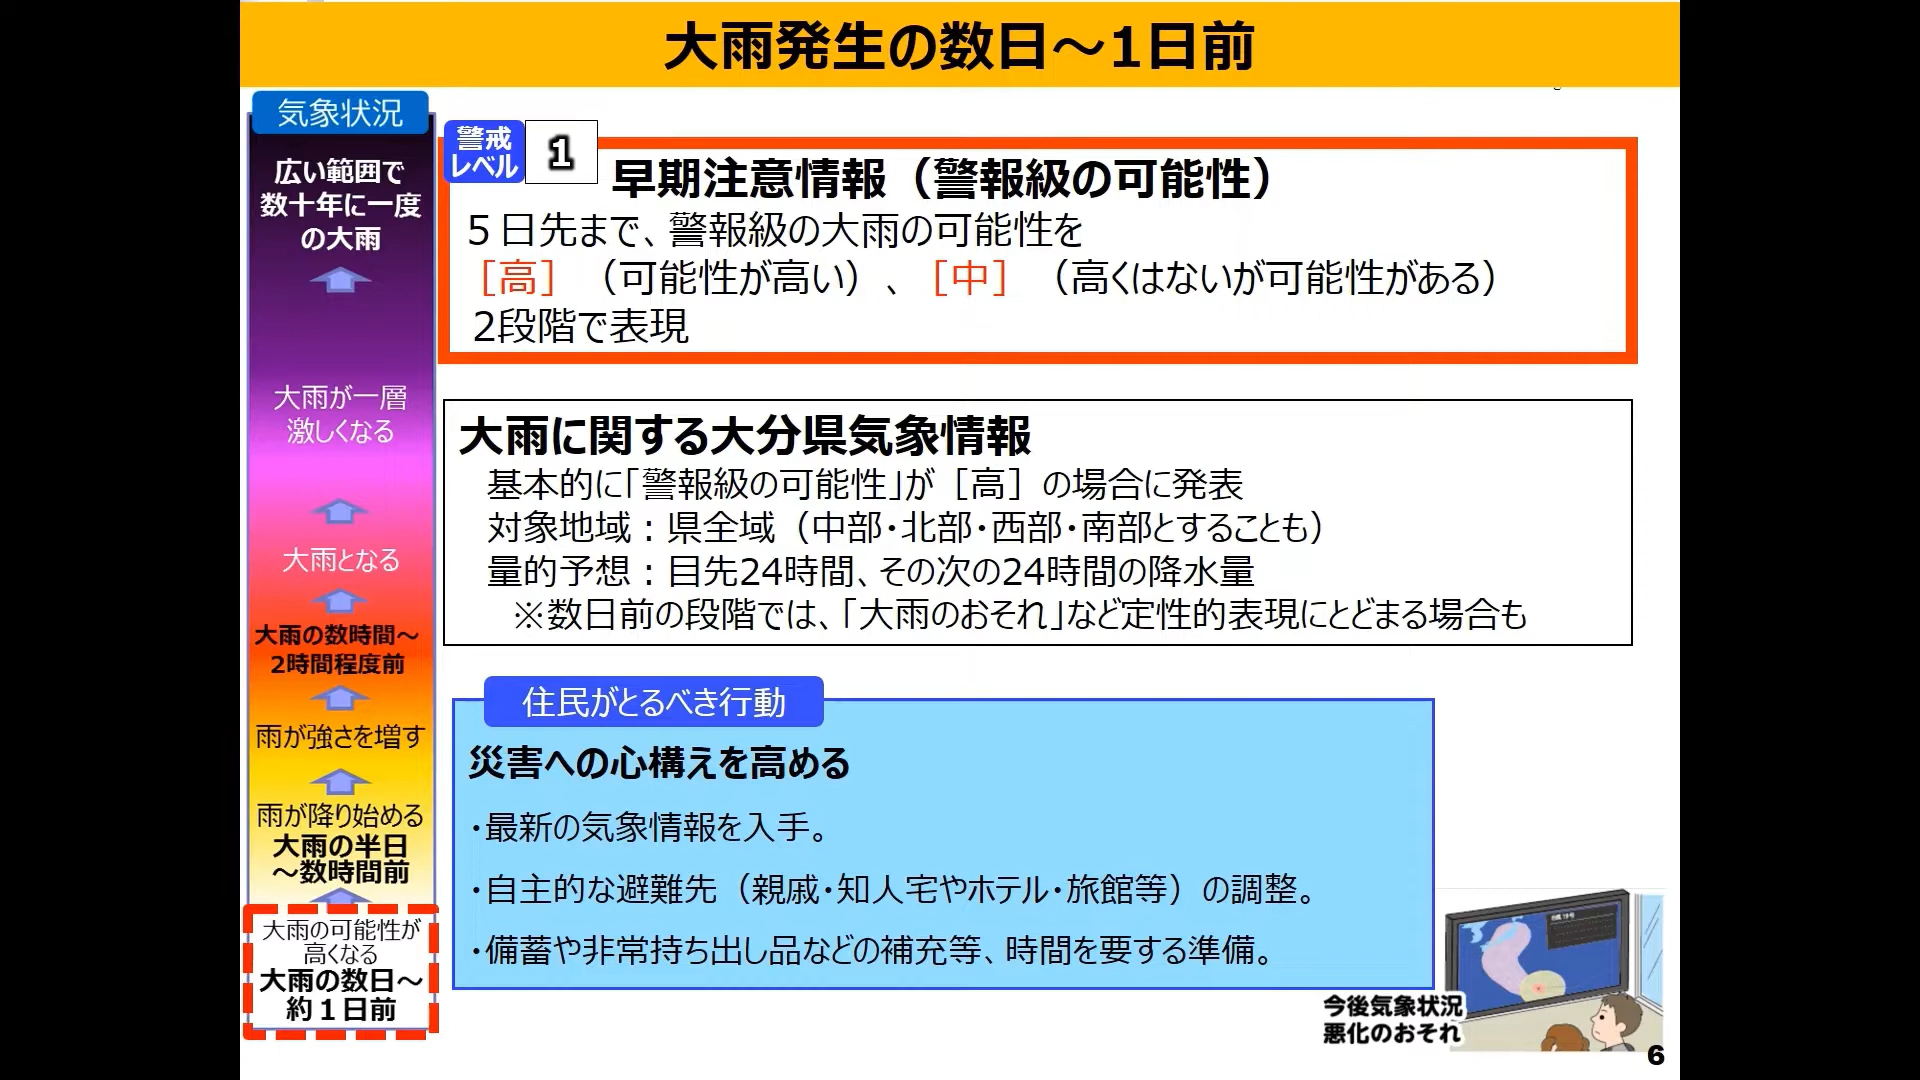 大雨発生の数日～1日前
気象状況
広い範囲で
数十年に一度
の大雨
大雨が一層
激しくなる
大雨となる
大雨の数時間～
2時間程度前
雨が強さを増す
雨が降り始める
大雨の半日
～数時間前
大雨の可能性が
高くなる
大雨の数日～
約１日前
警戒
レベル
1
早期注意情報（警報級の可能性）
５日先まで、警報級の大雨の可能性を
［高］（可能性が高い）、［中］（高くはないが可能性がある）
2段階で表現
大雨に関する大分県気象情報
基本的に「警報級の可能性」が［高］の場合に発表
対象地域：県全域（中部・北部・西部・南部とすることも）
量的予想：目先24時間、その次の24時間の降水量
※数日前の段階では、「大雨のおそれ」など定性的表現にとどまる場合も
住民がとるべき行動
災害への心構えを高める
・最新の気象情報を入手。
・自主的な避難先（親戚・知人宅やホテル・旅館等）の調整。
・備蓄や非常持ち出し品などの補充等、時間を要する準備。
今後気象状況
悪化のおそれ
6